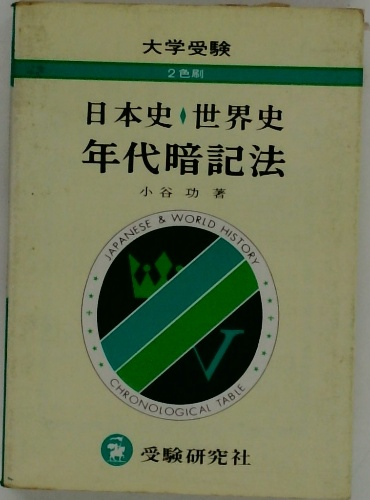 大学受験
2色刷
日本史♦世界史
年代暗記法
小谷 功 著
JAPANESE & WORLD HISTORY
V
CHRONOLOGICAL TABLE
受験研究社